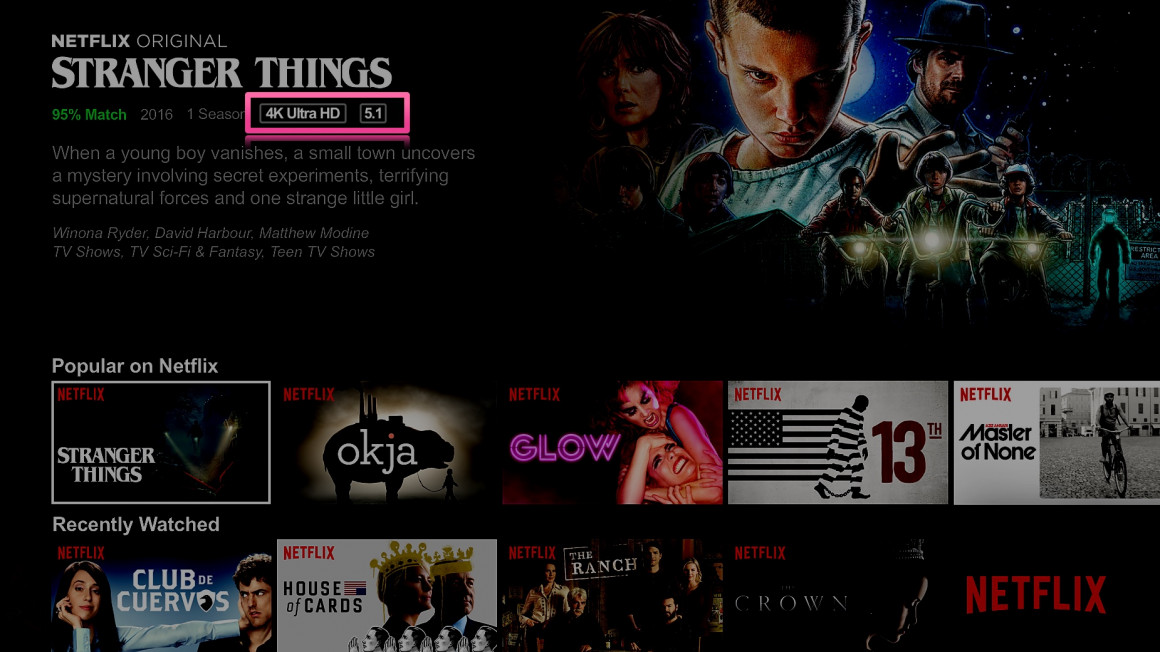 NETFLIX ORIGINAL
STRANGER THINGS
95% Match 2016 1 Season 4K Ultra HD 5.1
When a young boy vanishes, a small town uncovers
a mystery involving secret experiments, terrifying
supernatural forces and one strange little girl.
Winona Ryder, David Harbour, Matthew Modine
TV Shows, TV Sci-Fi & Fantasy, Teen TV Shows
RESTRICT
AREA
Popular on Netflix
NETFLIX
STRANGER
THINGS
NETFLIX
okja
NETFLIX
GLOW
NETFLIX
13TH
NETFLIX
Master
of None
Recently Watched
NETFLIX
CLUB DE
CUERVOS
NETFLIX
HOUSE
of CARDS
NETFLIX
THE
RANCH
NETFLIX
THE
CROWN
NETFLIX